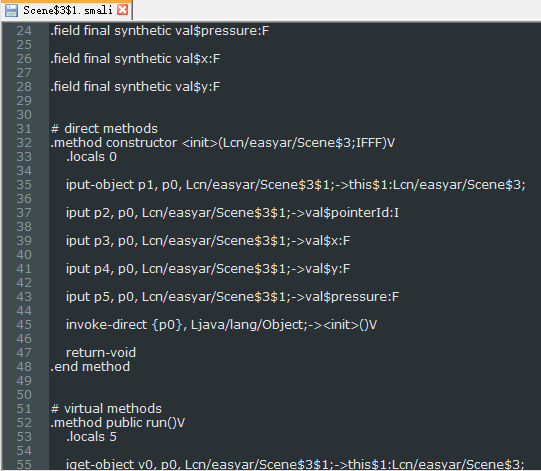 Scene$3$1.smali
24 .field final synthetic val$pressure:F
25
26 .field final synthetic val$x:F
27
28 .field final synthetic val$y:F
29
30
31 # direct methods
32 .method constructor <init>(Lcn/easyar/Scene$3;IFFF)V
33 .locals 0
34
35 iput-object p1, p0, Lcn/easyar/Scene$3$1;->this$1:Lcn/easyar/Scene$3;
36
37 iput p2, p0, Lcn/easyar/Scene$3$1;->val$pointerId:I
38
39 iput p3, p0, Lcn/easyar/Scene$3$1;->val$x:F
40
41 iput p4, p0, Lcn/easyar/Scene$3$1;->val$y:F
42
43 iput p5, p0, Lcn/easyar/Scene$3$1;->val$pressure:F
44
45 invoke-direct {p0}, Ljava/lang/Object;-><init>()V
46
47 return-void
48 .end method
49
50
51 # virtual methods
52 .method public run()V
53 .locals 5
54
55 iget-object v0, p0, Lcn/easyar/Scene$3$1;->this$1:Lcn/easyar/Scene$3;